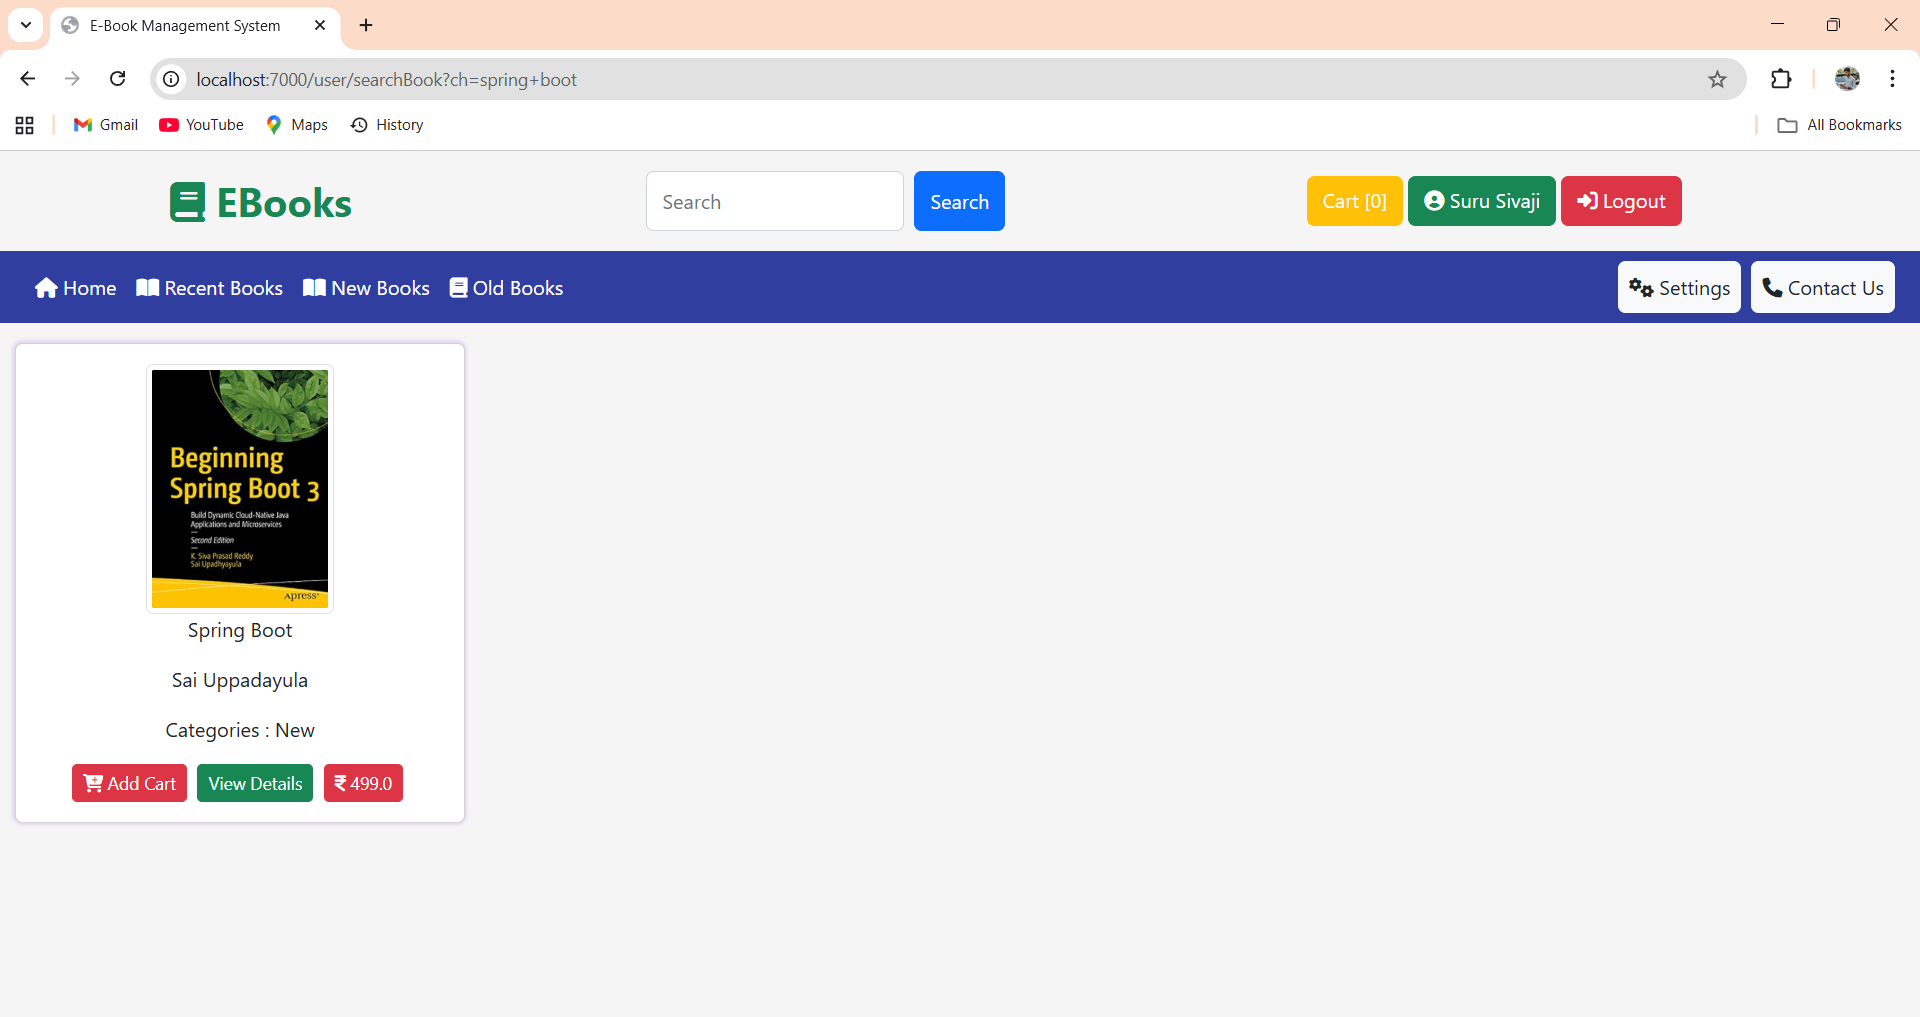 E-Book Management System
localhost:7000/user/searchBook?ch=spring+boot
Gmail
YouTube
Maps
History
All Bookmarks
EBooks
Search
Search
Cart [0]
Suru Sivaji
Logout
Home
Recent Books
New Books
Old Books
Settings
Contact Us
Beginning
Spring Boot 3
Build Dynamic Cloud-Native Java
Applications and Microservices
—
Second Edition
—
K. Siva Prasad Reddy
Sai Upadhyayula
Apress®
Spring Boot
Sai Uppadayula
Categories : New
Add Cart
View Details
₹ 499.0